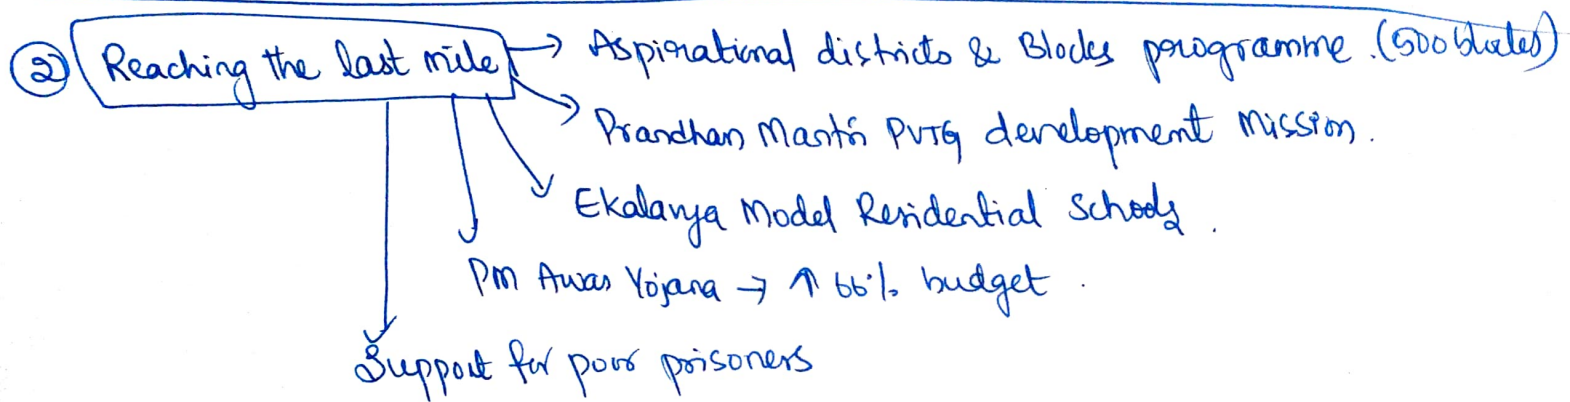 ② Reaching the last mile → Aspirational districts & Blocks programme. (500 blocks)
→ Prandhan Mantri PVTG development Mission.
Ekalavya Model Residential Schools.
PM Awas Yojana → ↑ 66% budget.
Support for poor prisoners